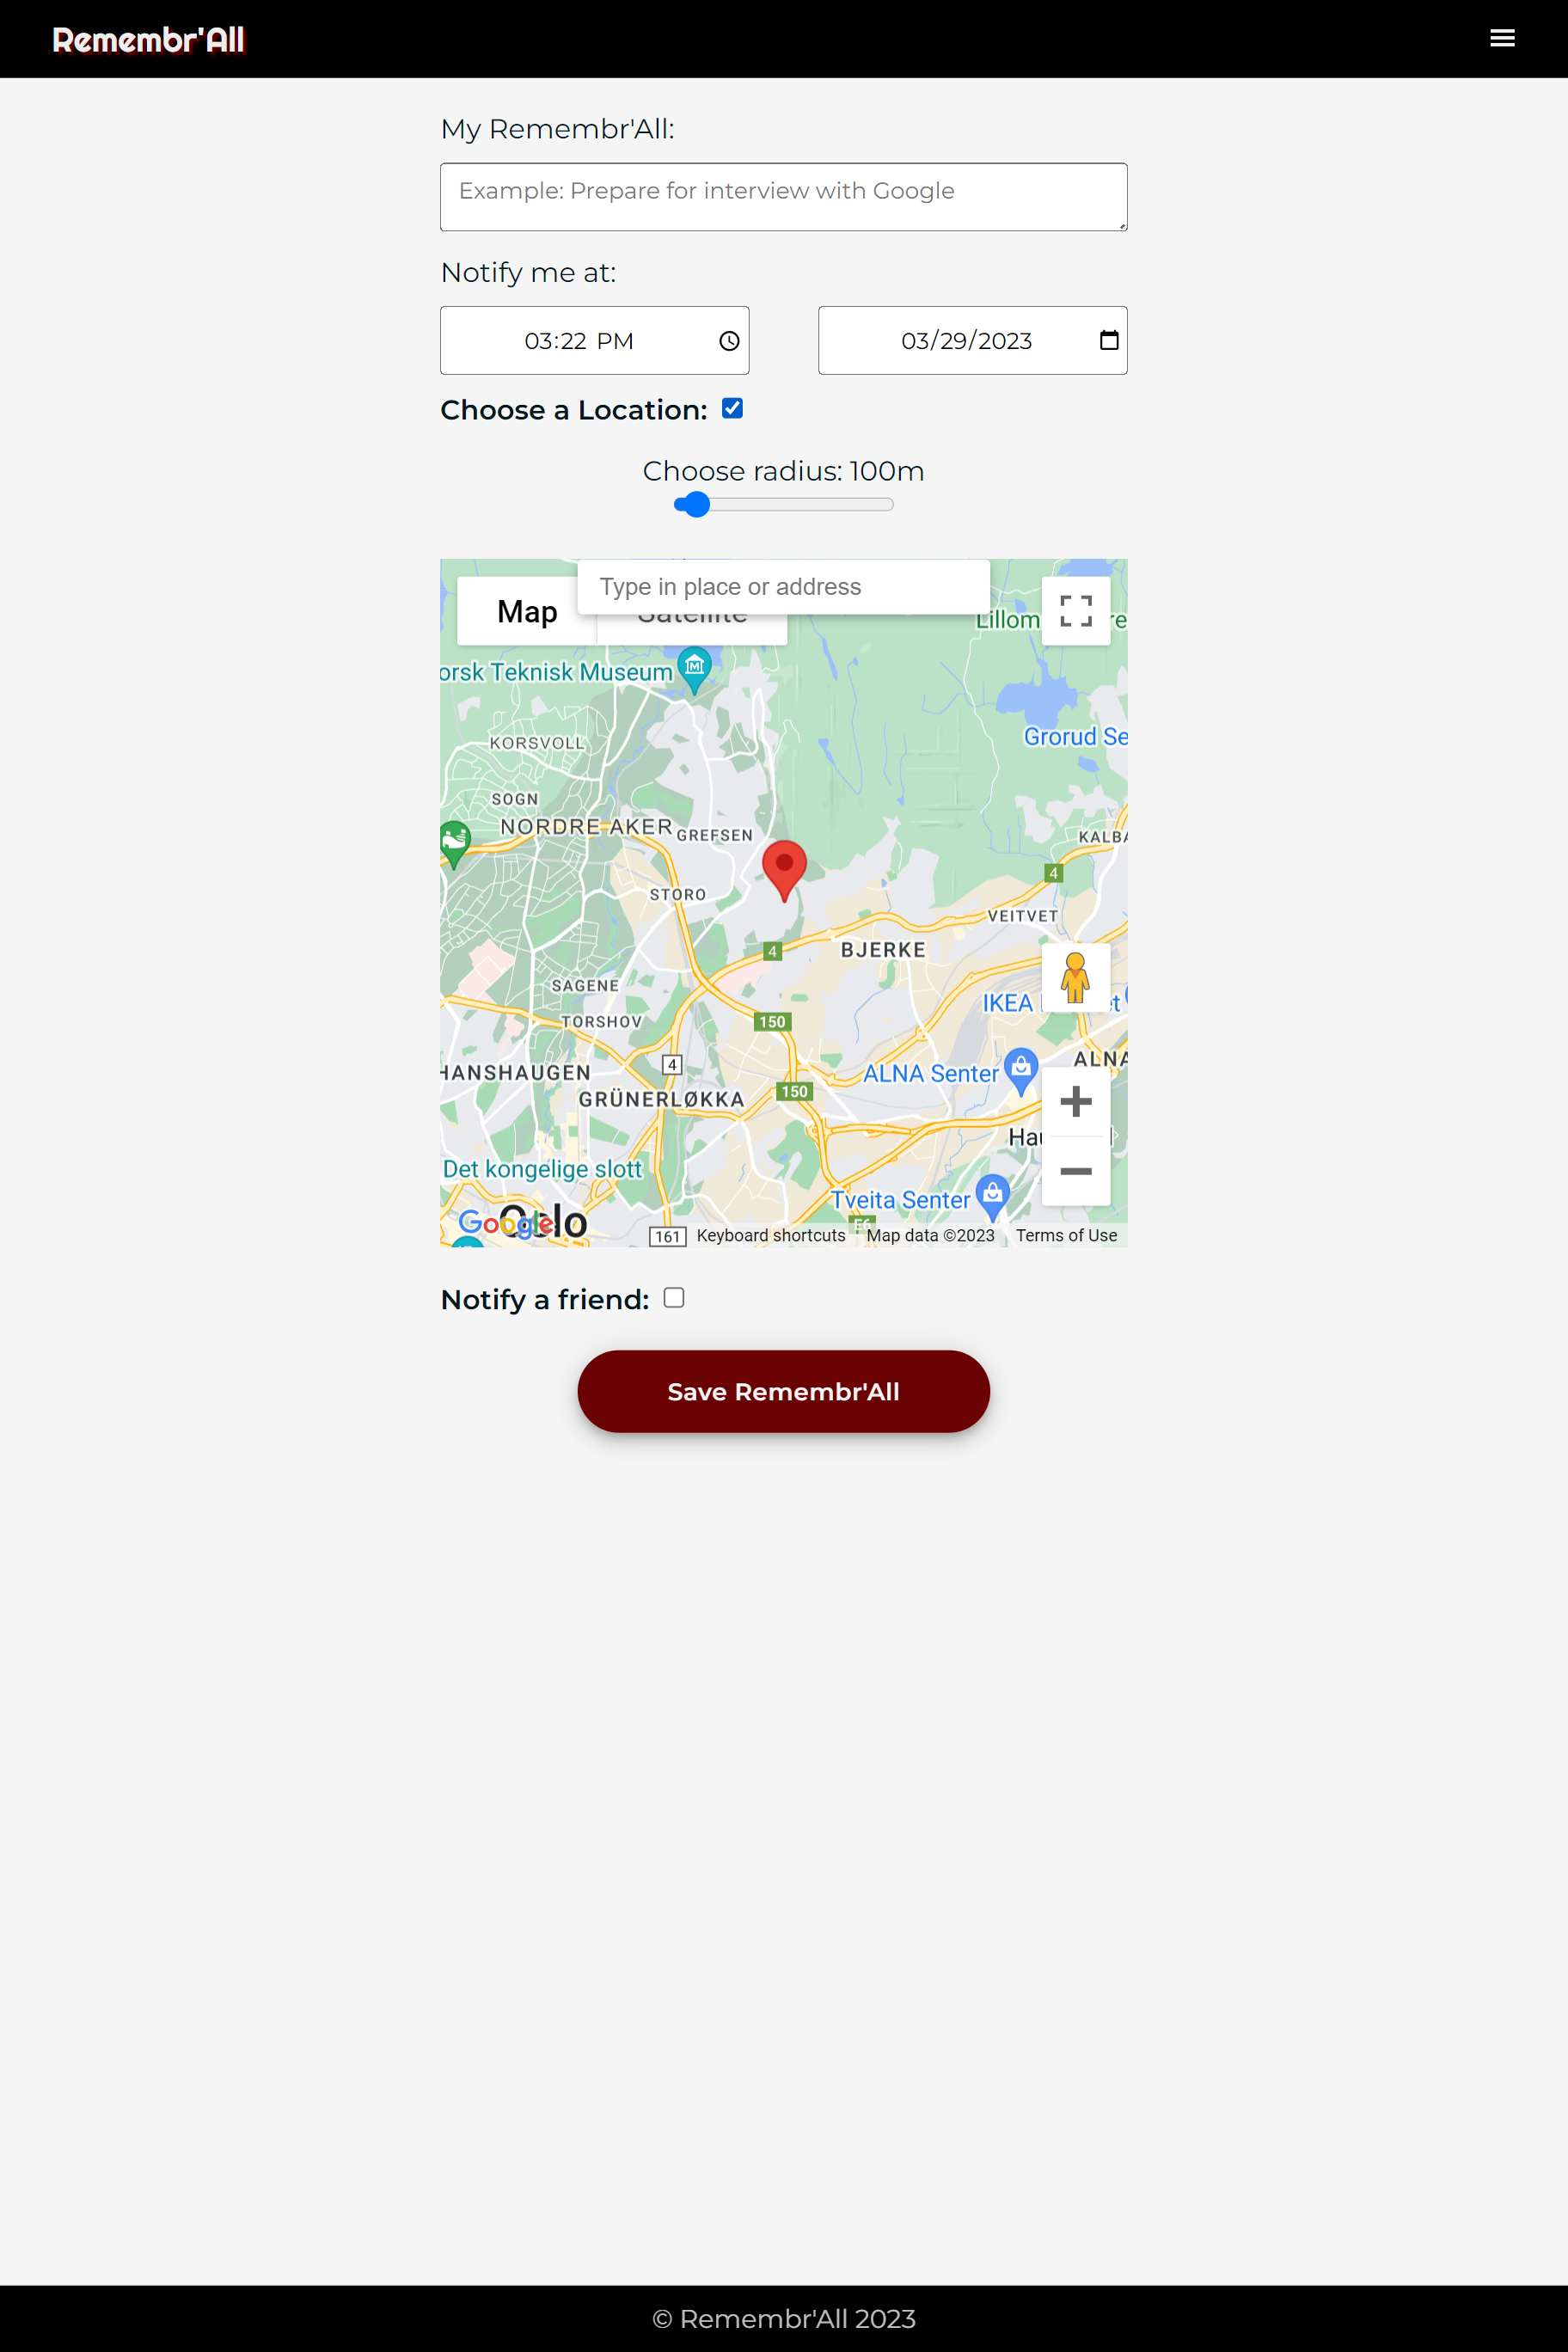 Remembr'All
My Remembr'All:
Example: Prepare for interview with Google
Notify me at:
03:22 PM
03/29/2023
Choose a Location:
Choose radius: 100m
Type in place or address
Map
Satellite
Lillom
re
orsk Teknisk Museum
M
Grorud Se
KORSVOLL
SOGN
NORDRE AKER
GREFSEN
KALBA
4
STORO
VEITVET
4
BJERKE
SAGENE
IKEA
et
TORSHOV
150
4
ALNA
HANSHAUGEN
ALNA Senter
150
GRÜNERLØKKA
Hau
Det kongelige slott
Tveita Senter
Google
Oslo
E6
161
Keyboard shortcuts
Map data ©2023
Terms of Use
Notify a friend:
Save Remembr'All
© Remembr'All 2023